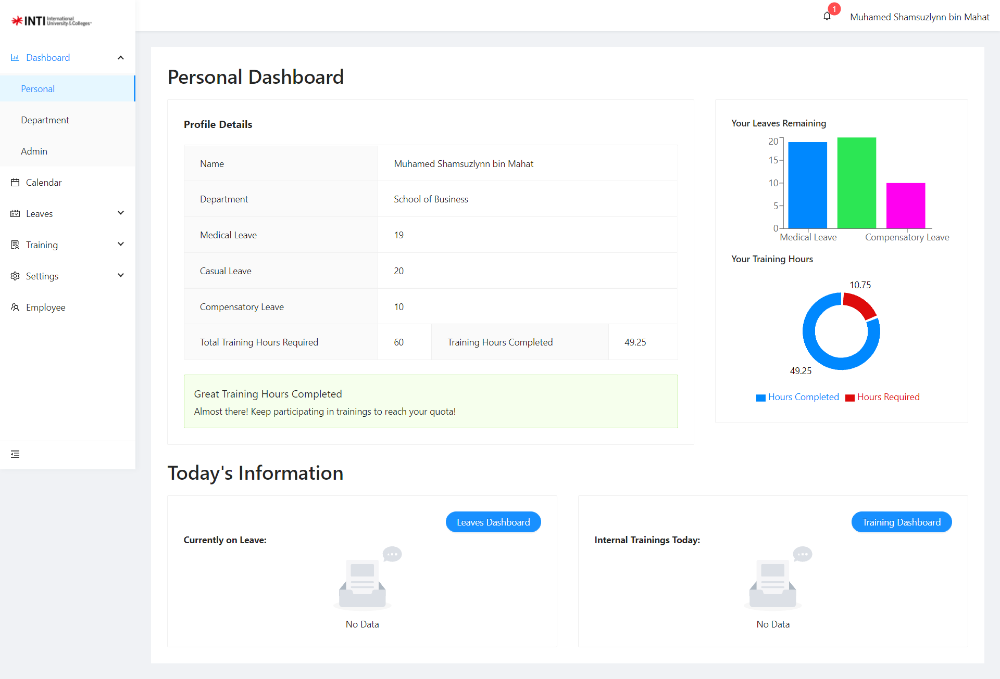 INTI International
University & Colleges
1
Muhamed Shamsuzlynn bin Mahat
Dashboard
Personal
Department
Admin
Calendar
Leaves
Training
Settings
Employee
Personal Dashboard
Profile Details
Name Muhamed Shamsuzlynn bin Mahat
Department School of Business
Medical Leave 19
Casual Leave 20
Compensatory Leave 10
Total Training Hours Required 60 Training Hours Completed 49.25
Great Training Hours Completed
Almost there! Keep participating in trainings to reach your quota!
Your Leaves Remaining
20
15
10
5
0
Medical Leave Compensatory Leave
Your Training Hours
10.75
49.25
Hours Completed Hours Required
Today's Information
Leaves Dashboard
Currently on Leave:
No Data
Training Dashboard
Internal Trainings Today:
No Data